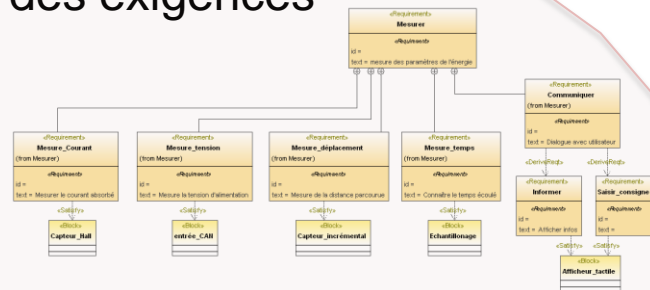 des exigences
«Requirement»
Mesurer
«Requirement»
id =
text = mesure des paramètres de l'énergie
«Requirement»
Communiquer
(from Mesurer)
«Requirement»
id =
text = Dialogue avec utilisateur
«Requirement»
Mesure_Courant
(from Mesurer)
«Requirement»
id =
text = Mesurer le courant absorbé
«Requirement»
Mesure_tension
(from Mesurer)
«Requirement»
id =
text = Mesure la tension d'alimentation
«Requirement»
Mesure_déplacement
(from Mesurer)
«Requirement»
id =
text = Mesure de la distance parcourue
«Requirement»
Mesure_temps
(from Mesurer)
«Requirement»
id =
text = Connaître le temps écoulé
«DeriveReqt»
«DeriveReqt»
«Requirement»
Informer
«Requirement»
id =
text = Afficher infos
«Requirement»
Saisir_consigne
«Requirement»
id =
text =
«Satisfy»
«Satisfy»
«Satisfy»
«Satisfy»
«Block»
Capteur_Hall
«Block»
entrée_CAN
«Block»
Capteur_incrémental
«Block»
Echantillonage
«Satisfy»
«Satisfy»
«Block»
Afficheur_tactile